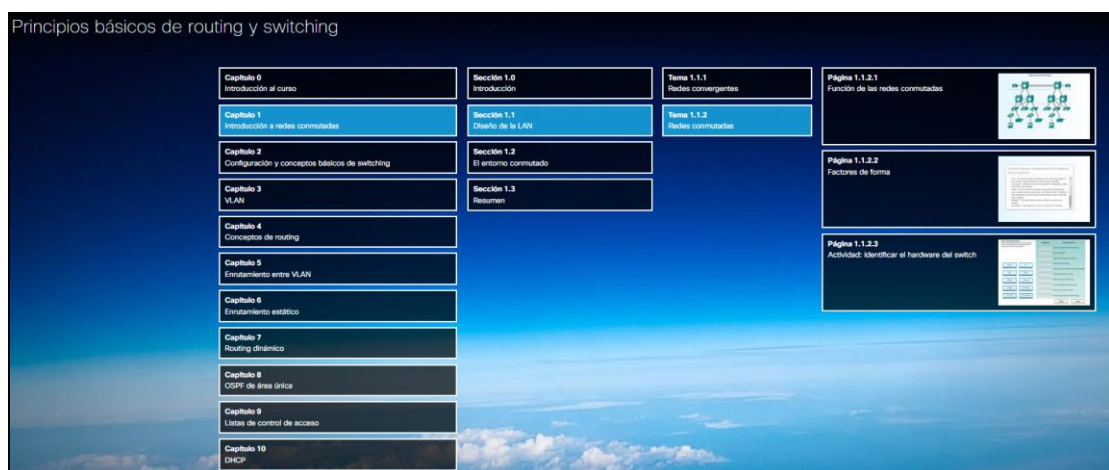 Principios básicos de routing y switching
Capítulo 0
Introducción al curso
Capítulo 1
Introducción a redes conmutadas
Capítulo 2
Configuración y conceptos básicos de switching
Capítulo 3
VLAN
Capítulo 4
Conceptos de routing
Capítulo 5
Enrutamiento entre VLAN
Capítulo 6
Enrutamiento estático
Capítulo 7
Routing dinámico
Capítulo 8
OSPF de área única
Capítulo 9
Listas de control de acceso
Capítulo 10
DHCP
Sección 1.0
Introducción
Sección 1.1
Diseño de la LAN
Sección 1.2
El entorno conmutado
Sección 1.3
Resumen
Tema 1.1.1
Redes convergentes
Tema 1.1.2
Redes conmutadas
Página 1.1.2.1
Función de las redes conmutadas
Página 1.1.2.2
Factores de forma
Página 1.1.2.3
Actividad: Identificar el hardware del switch